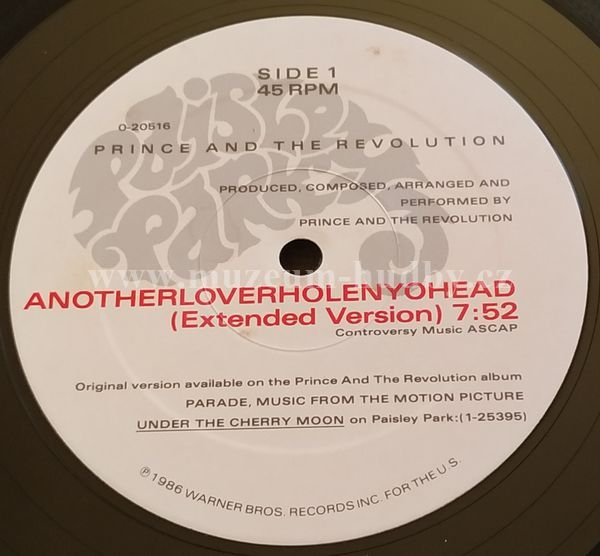 SIDE 1
45 RPM
Paisley
Park
0-20516
PRINCE AND THE REVOLUTION
PRODUCED, COMPOSED, ARRANGED AND
PERFORMED BY
PRINCE AND THE REVOLUTION
www.muzeum-hudby.cz
ANOTHERLOVERHOLENYOHEAD
(Extended Version) 7:52
Controversy Music ASCAP
Original version available on the Prince And The Revolution album
PARADE, MUSIC FROM THE MOTION PICTURE
UNDER THE CHERRY MOON on Paisley Park:(1-25395)
℗1986 WARNER BROS. RECORDS INC. FOR THE U.S.